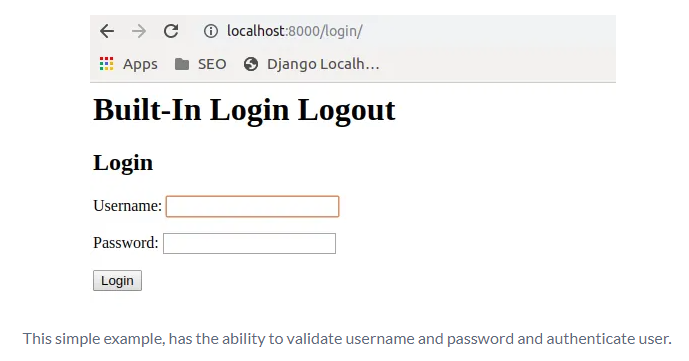 localhost:8000/login/
Apps SEO Django Localh...
Built-In Login Logout
Login
Username:
Password:
Login
This simple example, has the ability to validate username and password and authenticate user.